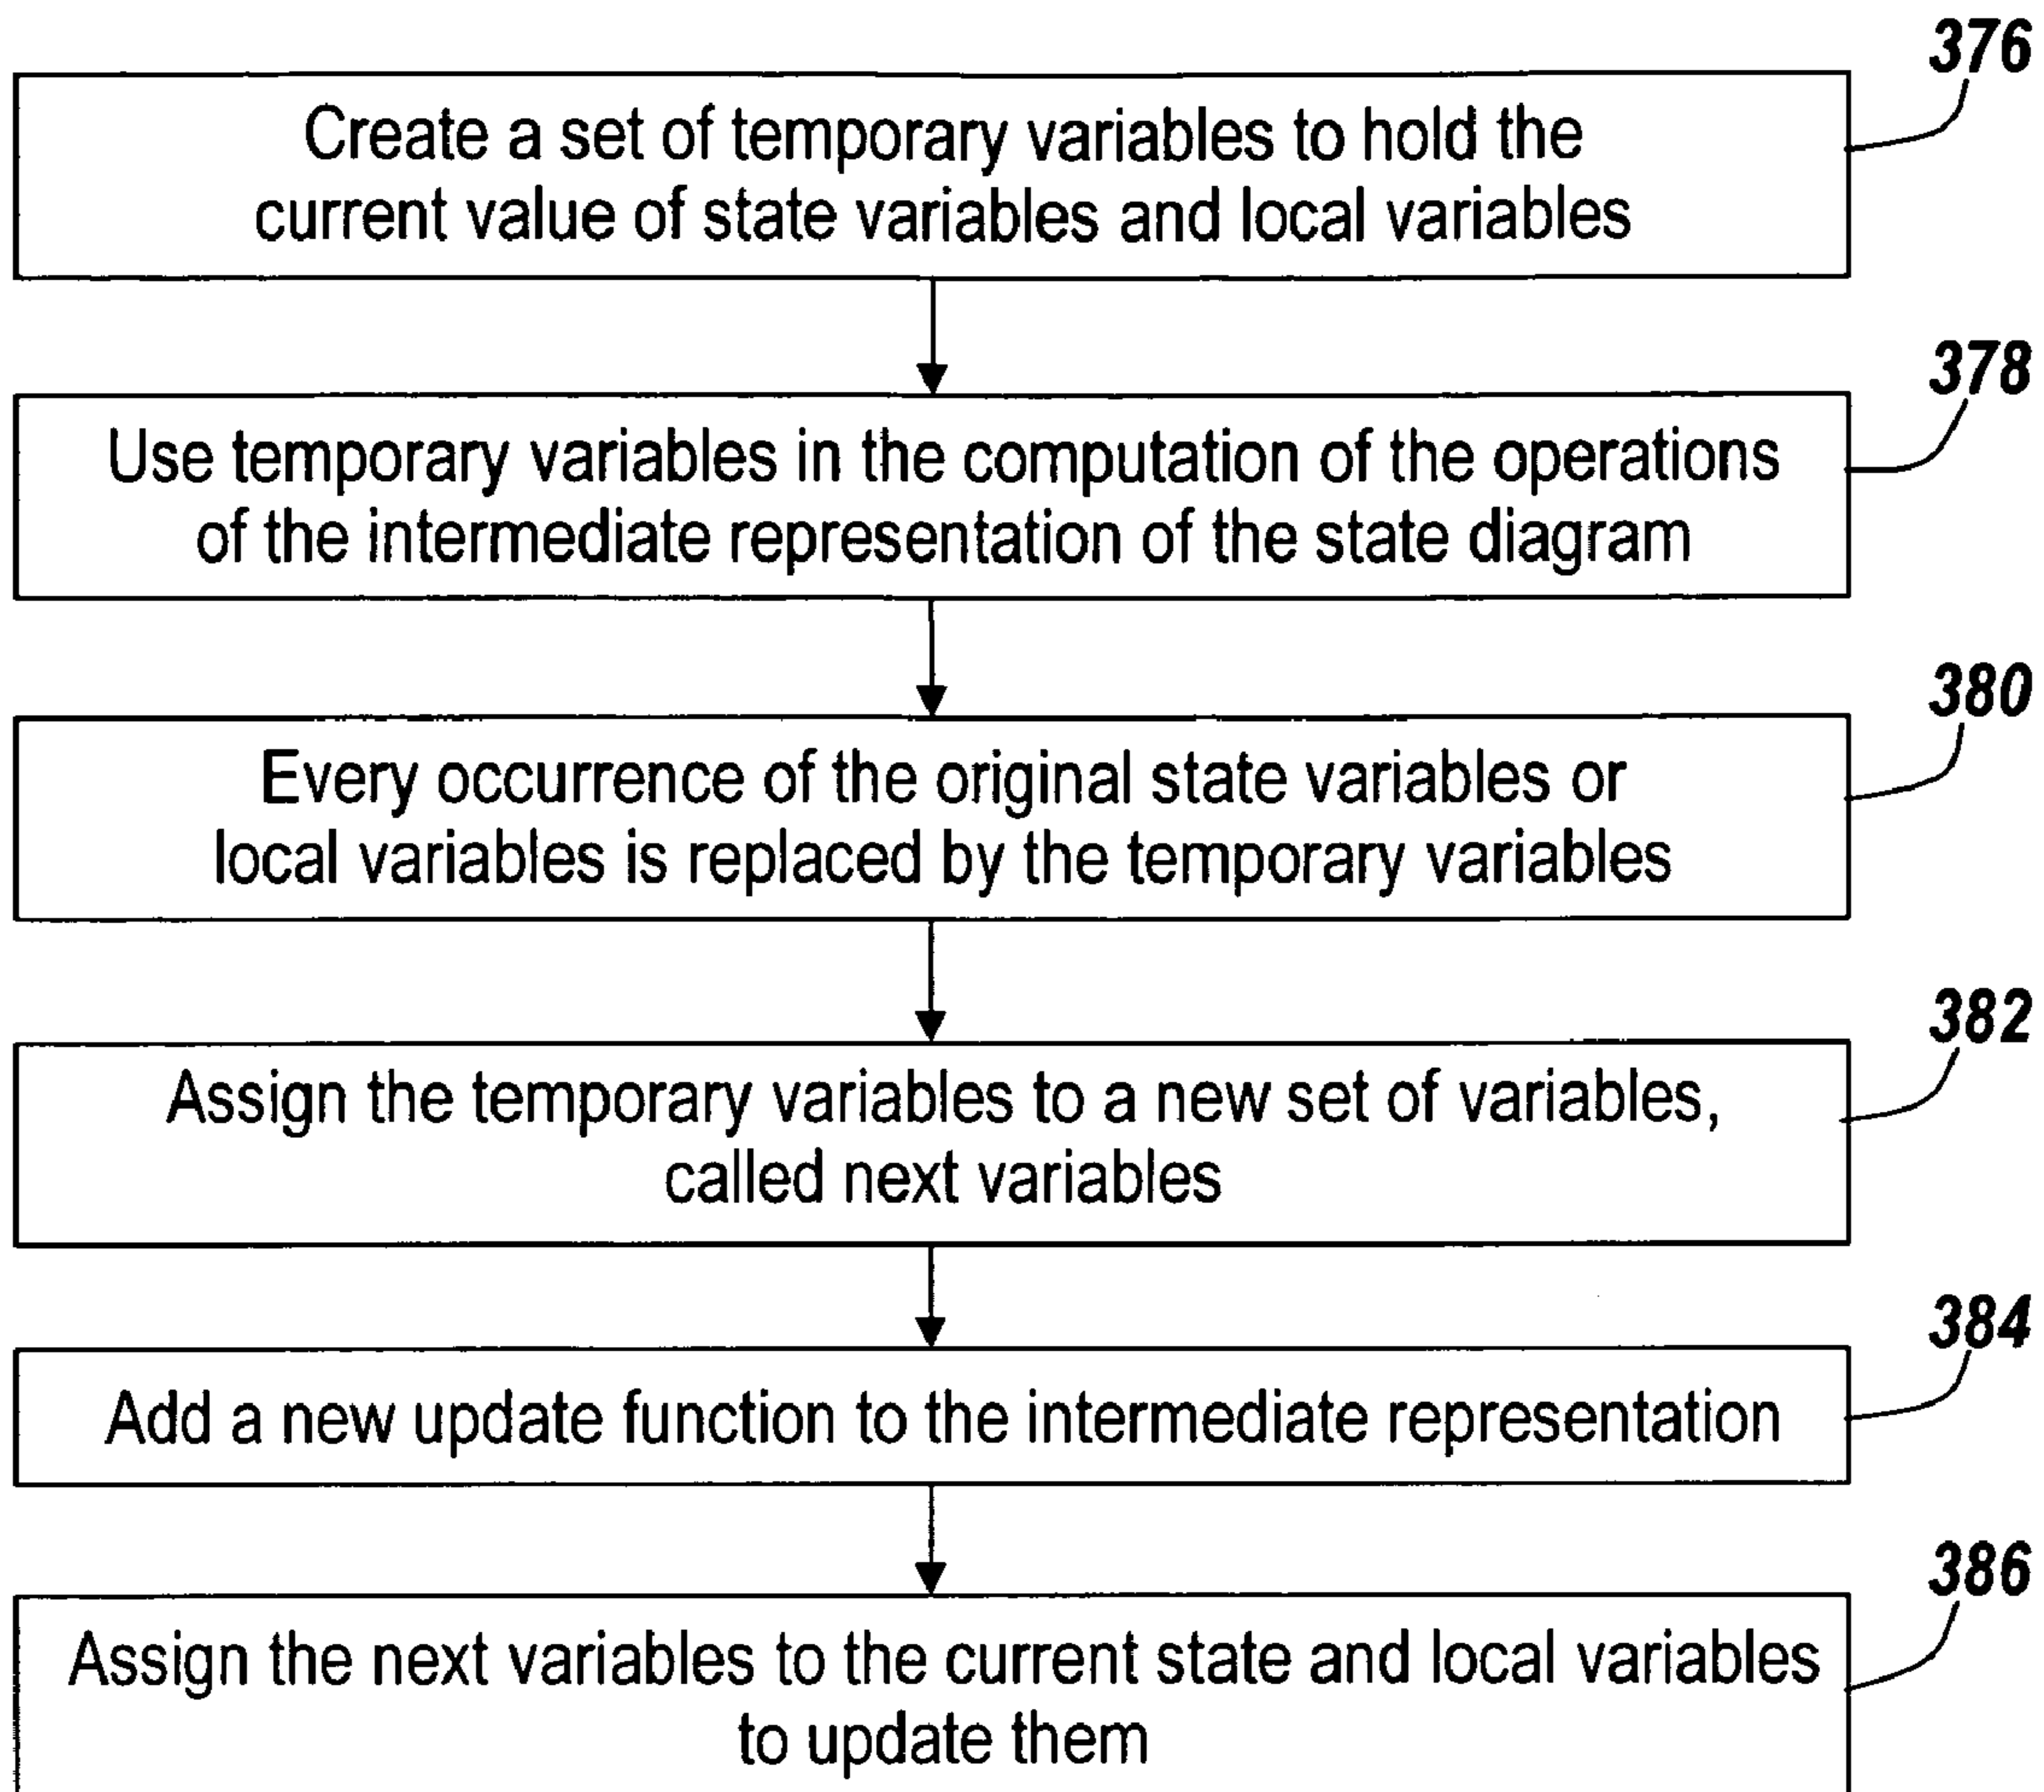 376
Create a set of temporary variables to hold the
current value of state variables and local variables
378
Use temporary variables in the computation of the operations
of the intermediate representation of the state diagram
380
Every occurrence of the original state variables or
local variables is replaced by the temporary variables
382
Assign the temporary variables to a new set of variables,
called next variables
384
Add a new update function to the intermediate representation
386
Assign the next variables to the current state and local variables
to update them